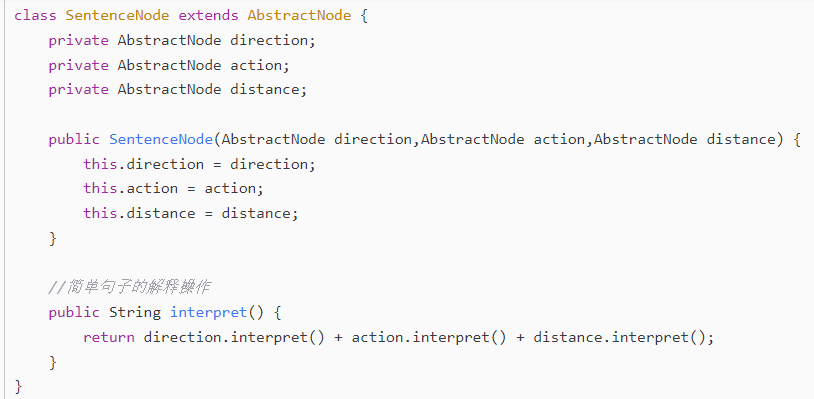 class SentenceNode extends AbstractNode {
    private AbstractNode direction;
    private AbstractNode action;
    private AbstractNode distance;

    public SentenceNode(AbstractNode direction,AbstractNode action,AbstractNode distance) {
        this.direction = direction;
        this.action = action;
        this.distance = distance;
    }

    //简单句子的解释操作
    public String interpret() {
        return direction.interpret() + action.interpret() + distance.interpret();
    }
}